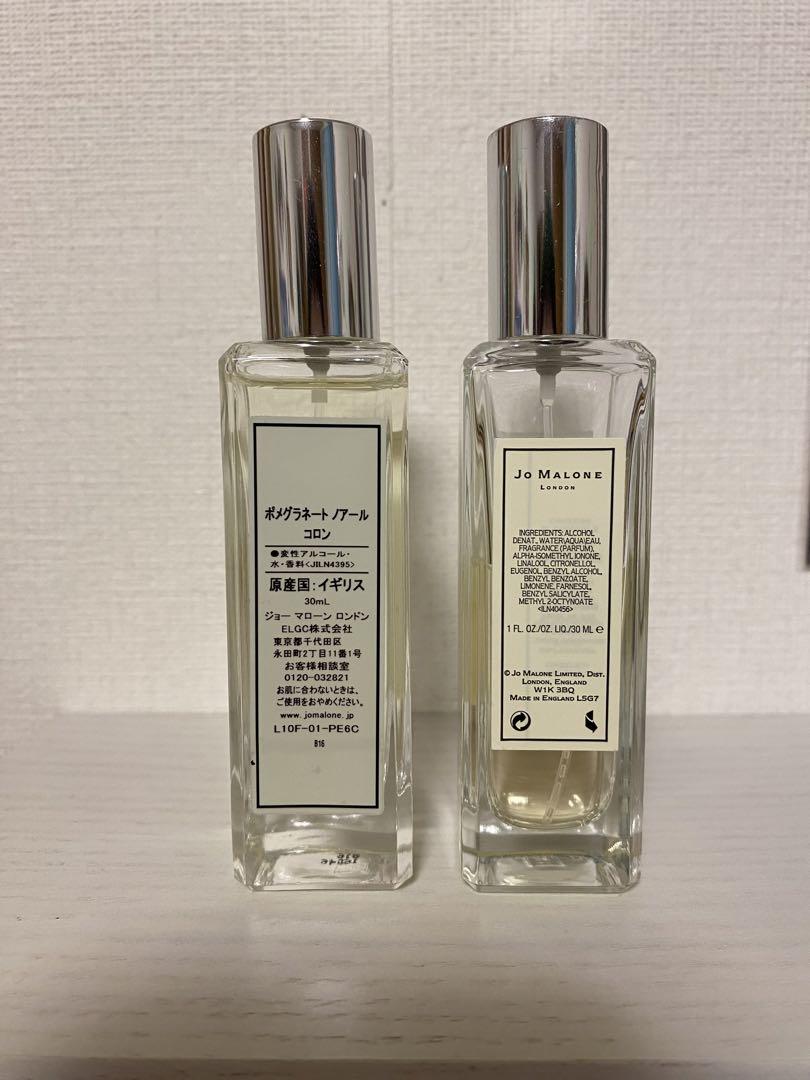 ポメグラネート ノアール
コロン
●変性アルコール・
水・香料<JILN4395>
原産国:イギリス
30mL
ジョー マローン ロンドン
ELGC株式会社
東京都千代田区
永田町2丁目11番1号
お客様相談室
0120-032821
お肌に合わないときは、
ご使用をおやめください。
www.jomalone.jp
L10F-01-PE6C
B16
JO MALONE
LONDON
INGREDIENTS: ALCOHOL
DENAT., WATER\AQUA\EAU,
FRAGRANCE (PARFUM),
ALPHA-ISOMETHYL IONONE,
LINALOOL, CITRONELLOL,
EUGENOL, BENZYL ALCOHOL,
BENZYL BENZOATE,
LIMONENE, FARNESOL,
BENZYL SALICYLATE,
METHYL 2-OCTYNOATE
<ILN40456>
1 FL. OZ./OZ. LIQ./30 ML ℮
© JO MALONE LIMITED, DIST.
LONDON, ENGLAND
W1K 3BQ
MADE IN ENGLAND L5G7